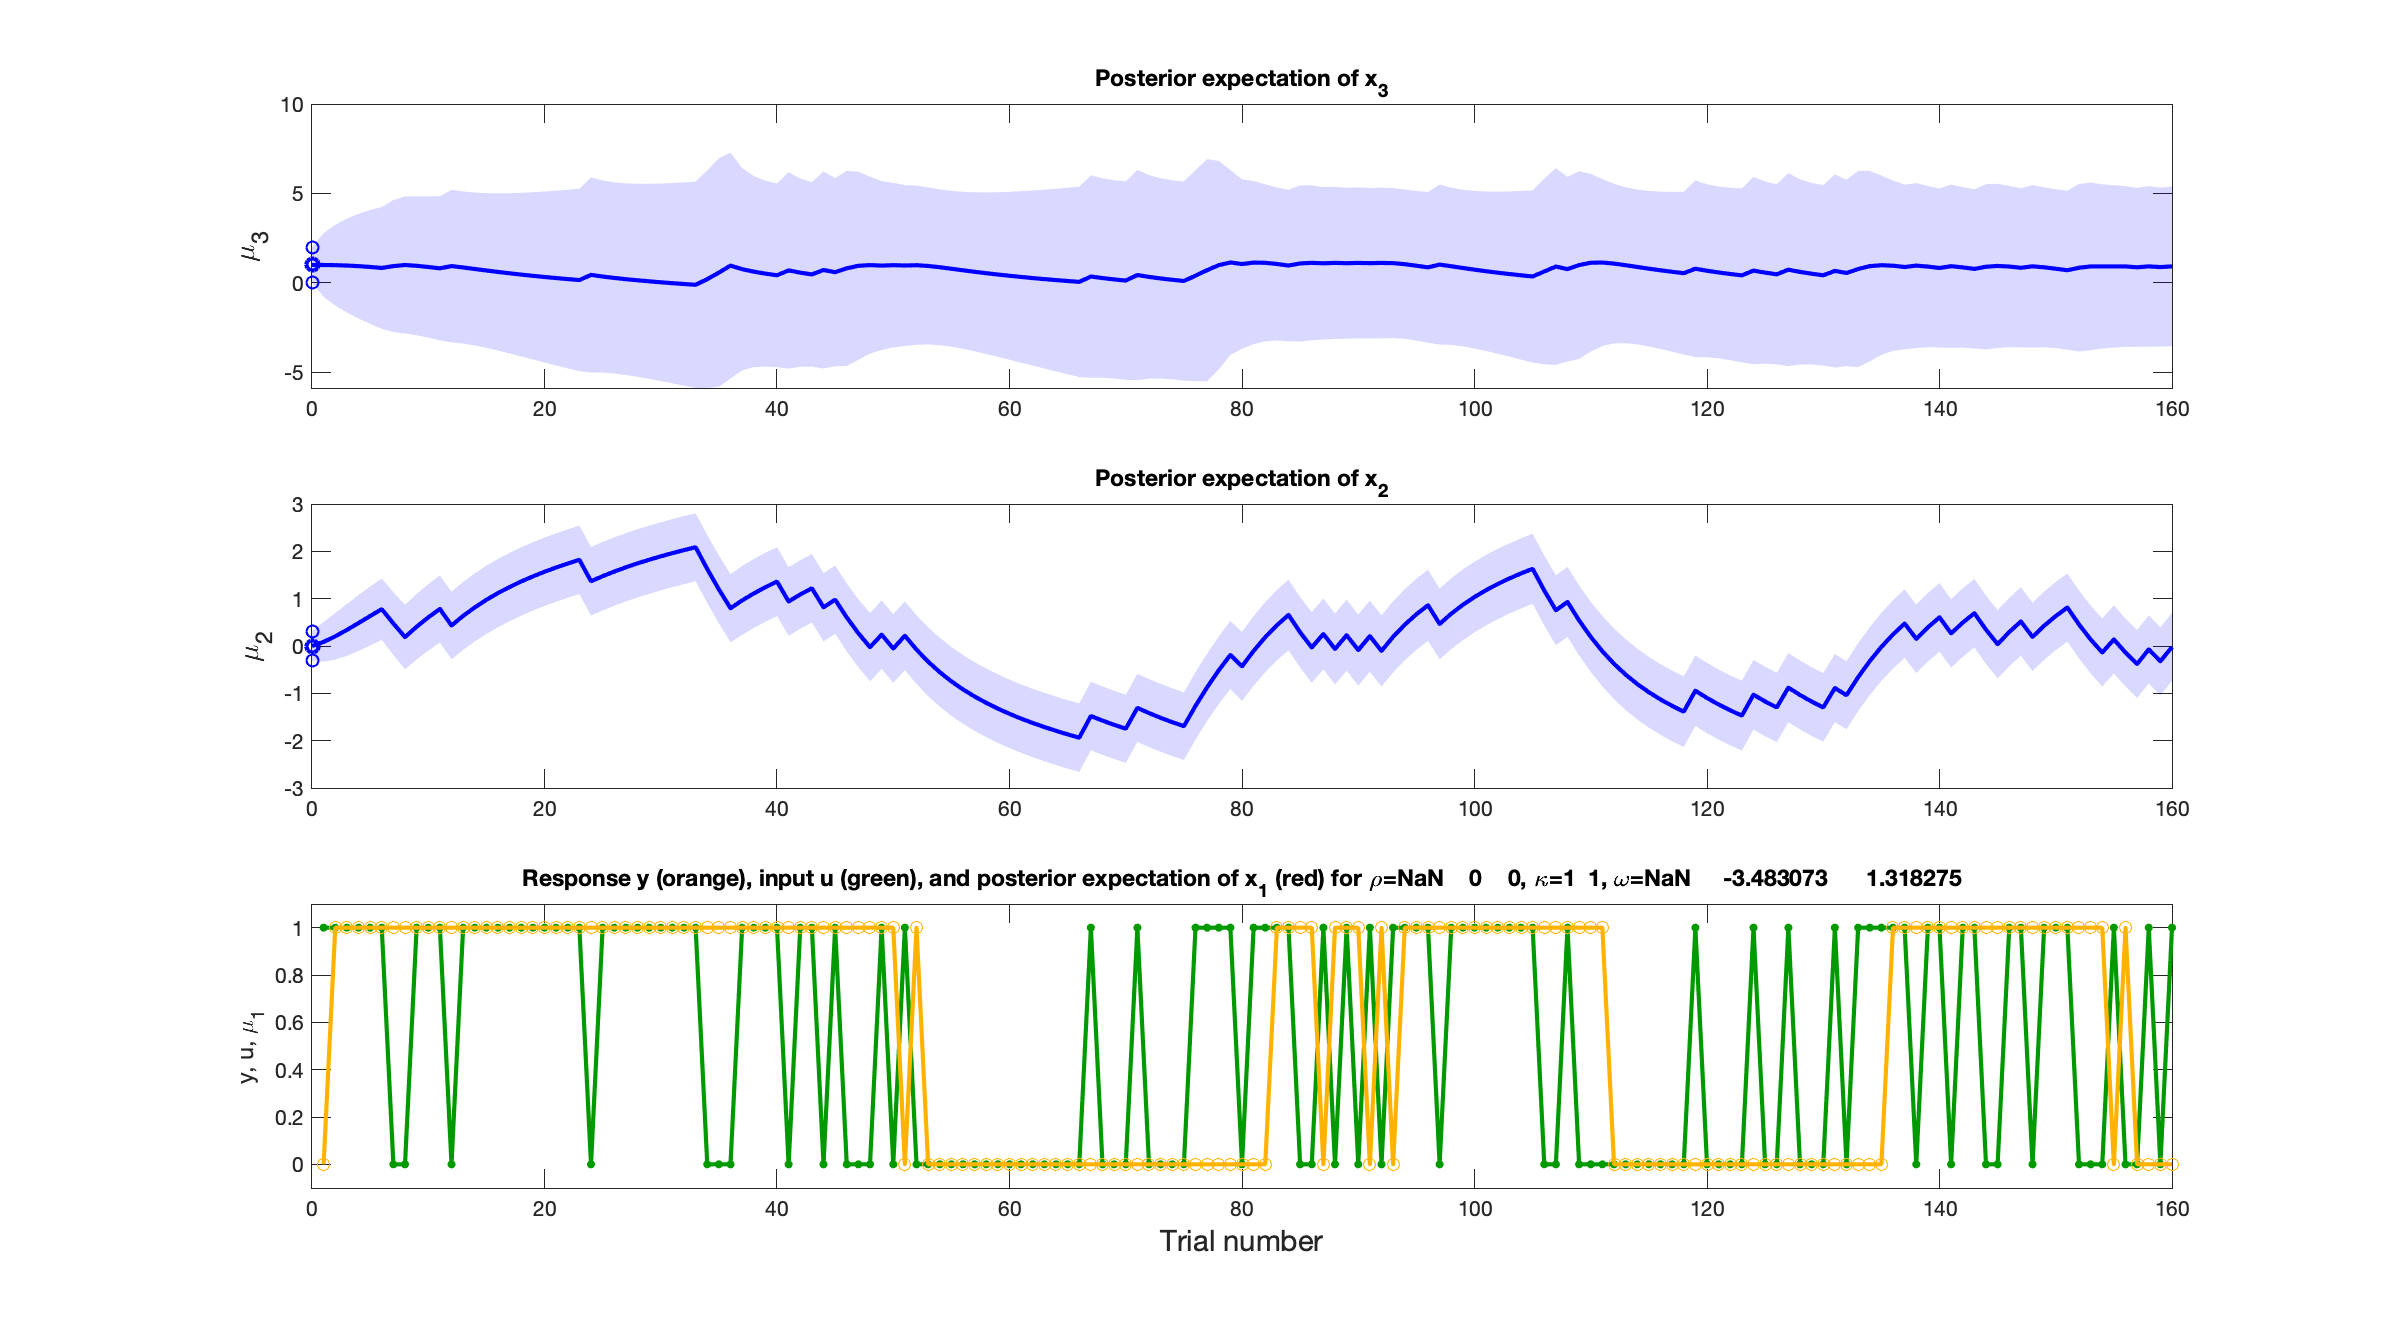 Posterior expectation of x3
10
5
0
-5
μ3
0 20 40 60 80 100 120 140 160
Posterior expectation of x2
3
2
1
0
-1
-2
-3
μ2
0 20 40 60 80 100 120 140 160
Response y (orange), input u (green), and posterior expectation of x1 (red) for ρ=NaN 0 0, κ=1 1, ω=NaN -3.483073 1.318275
1
0.8
0.6
0.4
0.2
0
y, u, μ1
0 20 40 60 80 100 120 140 160
Trial number